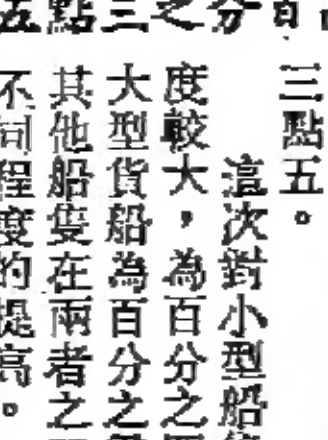 百分之三點五
三點五。
這次對小型船
度較大，為百分之
大型貨船為百分之
其他船隻在兩者之
不同程度的提高。